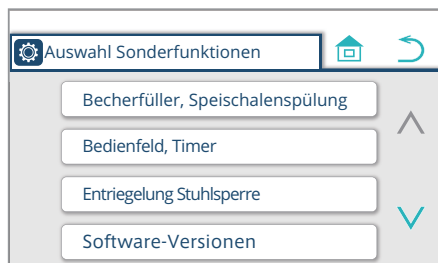 Auswahl Sonderfunktionen
Becherfüller, Speischalenspülung
Bedienfeld, Timer
Entriegelung Stuhlsperre
Software-Versionen